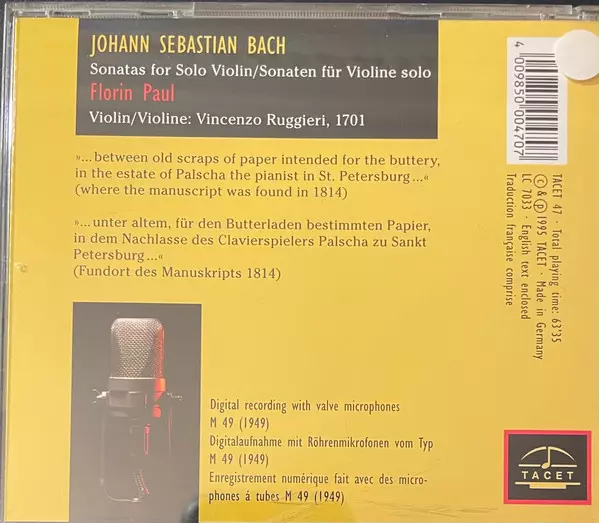 JOHANN SEBASTIAN BACH
Sonatas for Solo Violin/Sonaten für Violine solo
Florin Paul
Violin/Violine: Vincenzo Ruggieri, 1701
»...between old scraps of paper intended for the buttery,
in the estate of Palscha the pianist in St. Petersburg...«
(where the manuscript was found in 1814)
»...unter altem, für den Butterladen bestimmten Papier,
in dem Nachlasse des Clavierspielers Palscha zu Sankt
Petersburg...«
(Fundort des Manuskripts 1814)
Digital recording with valve microphones
M 49 (1949)
Digitalaufnahme mit Röhrenmikrofonen vom Typ
M 49 (1949)
Enregistrement numérique fait avec des micro-
phones á tubes M 49 (1949)
4 009850 004707
TACET 47 · Total playing time: 63'35
© & ℗ 1995 TACET · Made in Germany
LC 7033 · English text enclosed
Traduction française comprise
TACET